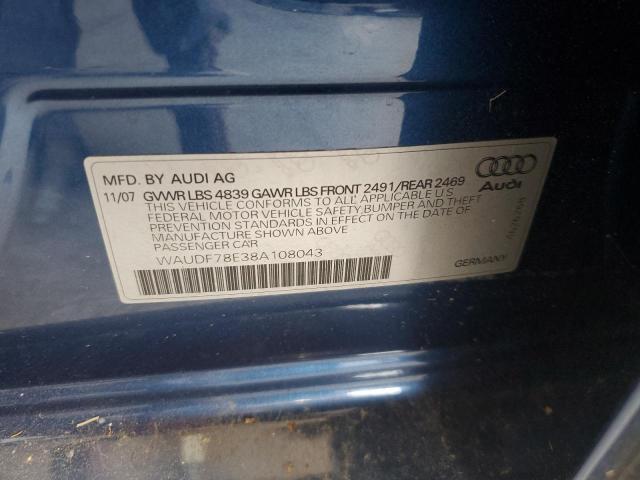 MFD. BY AUDI AG
11/07 GVWR LBS 4839 GAWR LBS FRONT 2491/REAR 2469
THIS VEHICLE CONFORMS TO ALL APPLICABLE U.S
FEDERAL MOTOR VEHICLE SAFETY,BUMPER AND THEFT
PREVENTION STANDARDS IN EFFECT ON THE DATE OF
MANUFACTURE SHOWN ABOVE
PASSENGER CAR
WAUDF78E38A108043
Audi
GERMANY